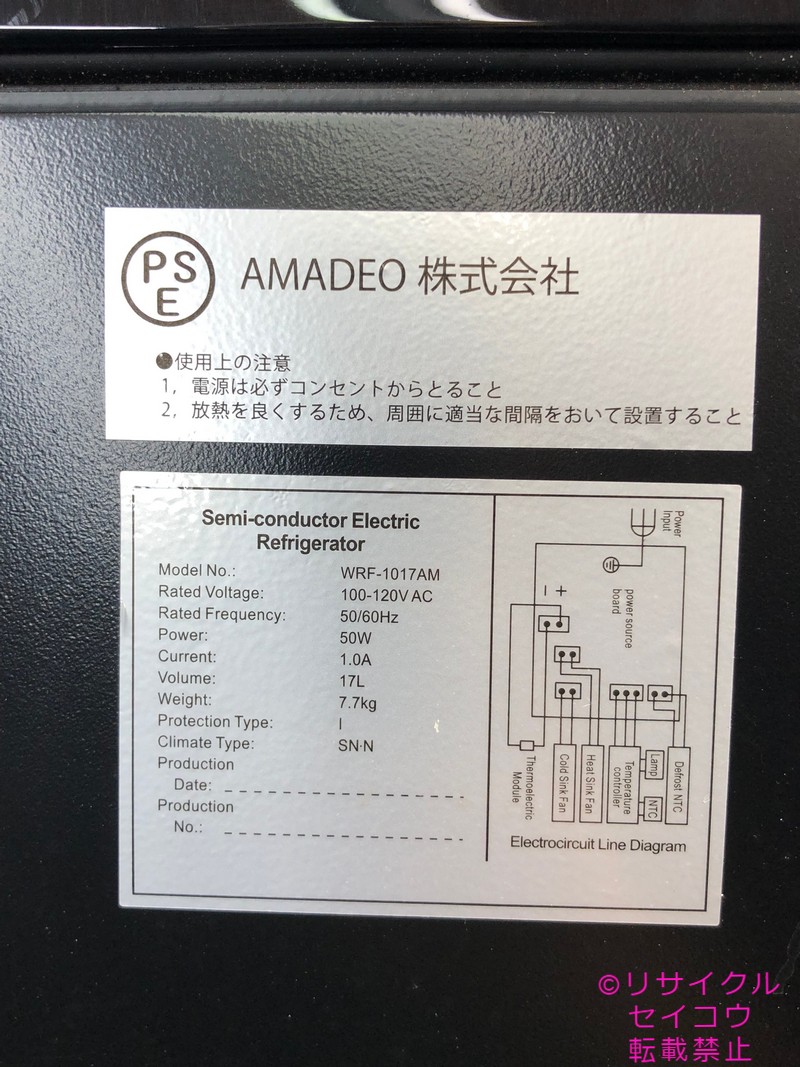 PSE
AMADEO 株式会社
●使用上の注意
1，電源は必ずコンセントからとること
2，放熱を良くするため、周囲に適当な間隔をおいて設置すること
Semi-conductor Electric
Refrigerator
Model No.: WRF-1017AM
Rated Voltage: 100-120V AC
Rated Frequency: 50/60Hz
Power: 50W
Current: 1.0A
Volume: 17L
Weight: 7.7kg
Protection Type: I
Climate Type: SN·N
Production
Date:
Production
No.:
Power
Input
power source
board
− +
Thermoelectric
Module
Cold Sink Fan
Heat Sink Fan
Temperature
controller
Lamp
NTC
Defrost NTC
Electrocircuit Line Diagram
©リサイクル
セイコウ
転載禁止